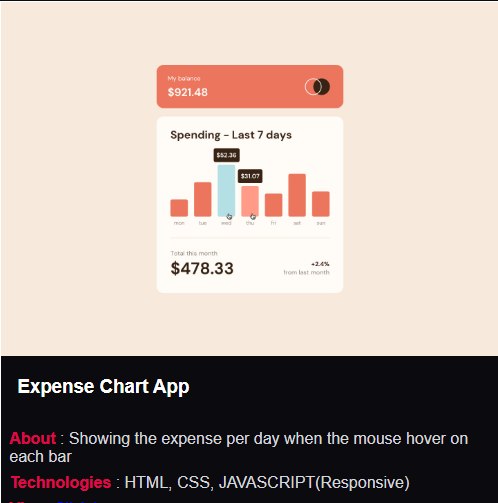 My balance
$921.48
Spending - Last 7 days
$52.36
$31.07
mon tue wed thu fri sat sun
Total this month
$478.33
+2.4%
from last month
Expense Chart App
About : Showing the expense per day when the mouse hover on
each bar
Technologies : HTML, CSS, JAVASCRIPT(Responsive)